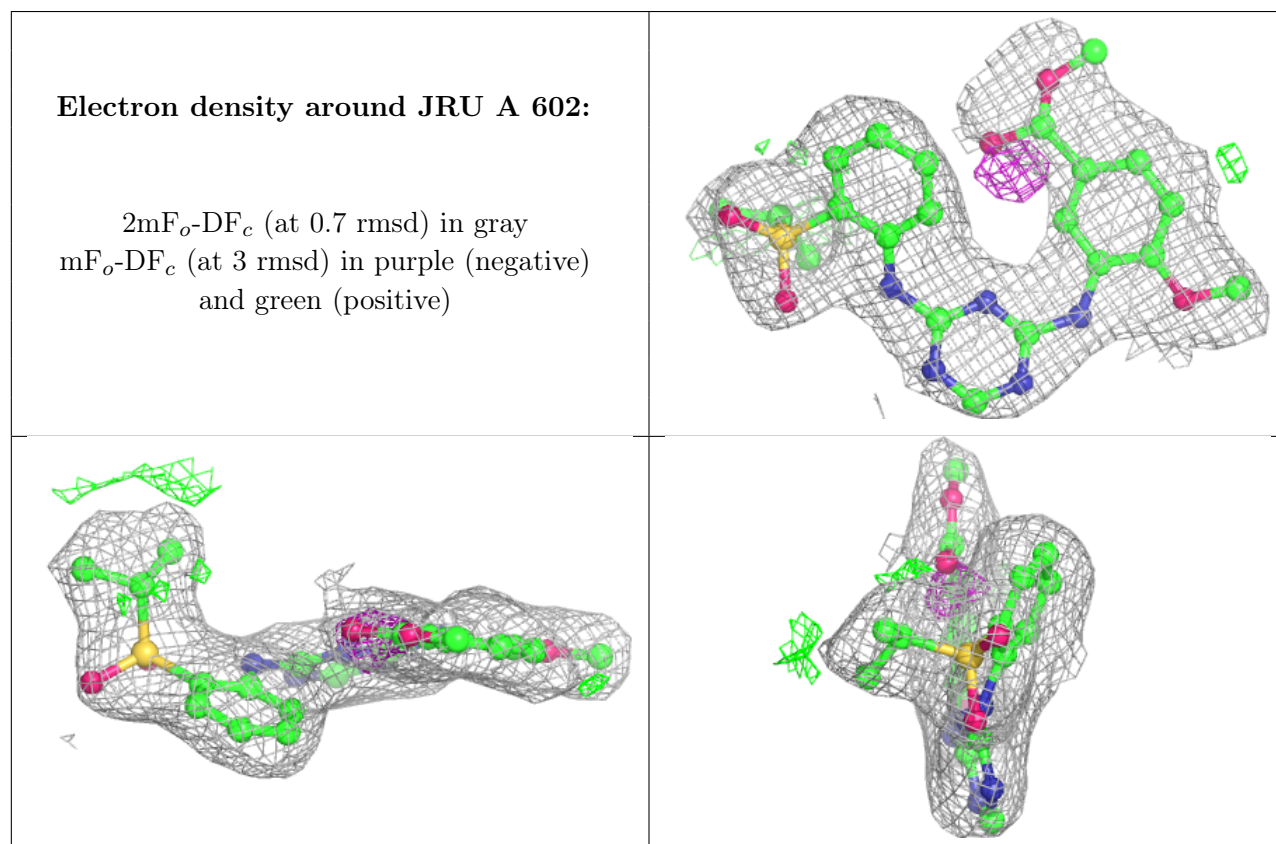 Electron density around JRU A 602:
2mFo-DFc (at 0.7 rmsd) in gray
mFo-DFc (at 3 rmsd) in purple (negative)
and green (positive)